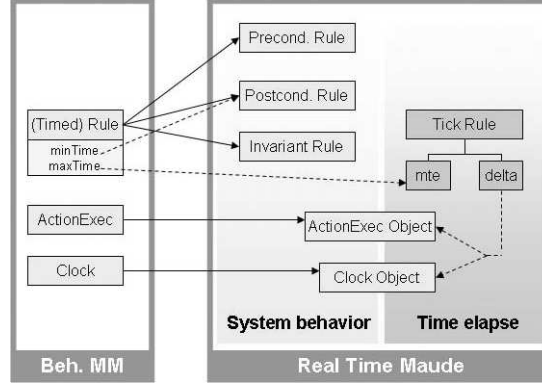 Precond. Rule
Postcond. Rule
(Timed) Rule
minTime
maxTime
Invariant Rule
Tick Rule
mte
delta
ActionExec
ActionExec Object
Clock
Clock Object
System behavior
Time elapse
Beh. MM
Real Time Maude